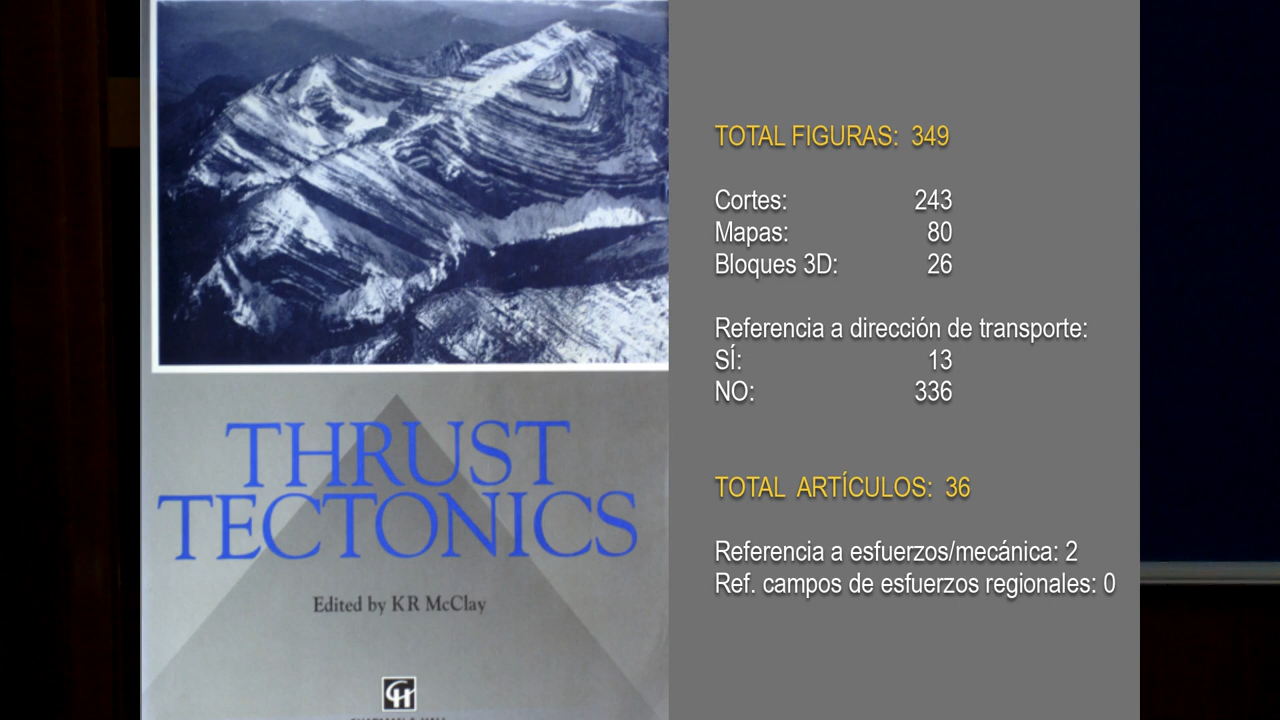 THRUST
TECTONICS
Edited by KR McClay
CH
TOTAL FIGURAS: 349
Cortes: 243
Mapas: 80
Bloques 3D: 26
Referencia a dirección de transporte:
SÍ: 13
NO: 336
TOTAL ARTÍCULOS: 36
Referencia a esfuerzos/mecánica: 2
Ref. campos de esfuerzos regionales: 0